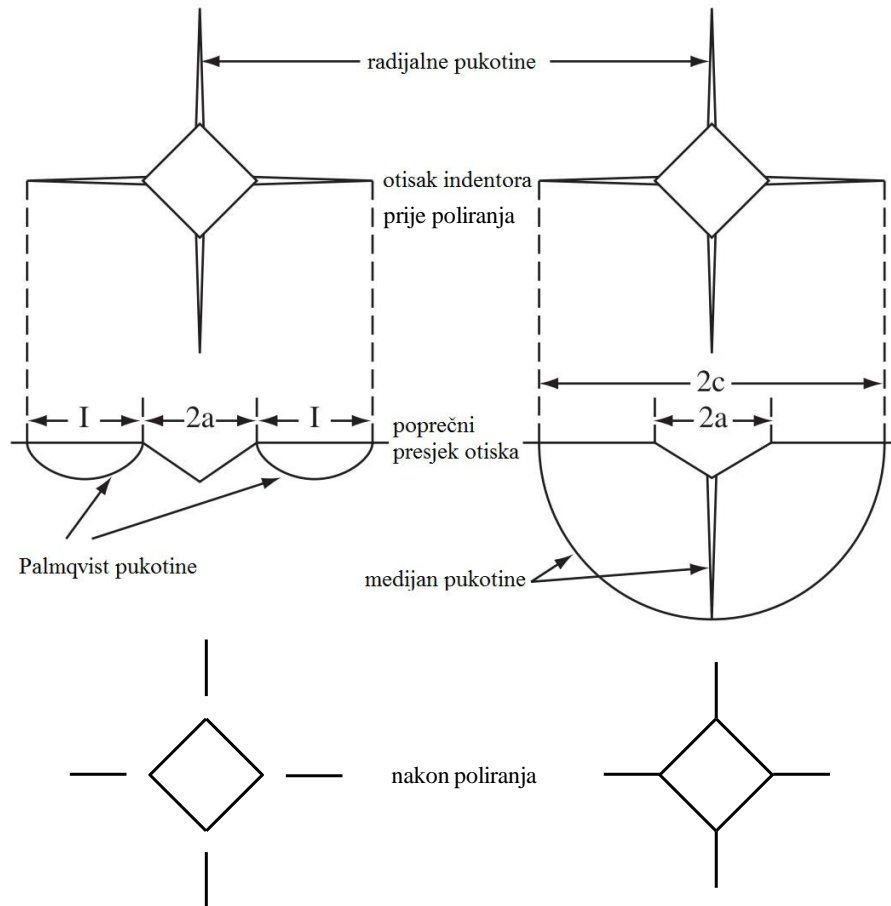 radijalne pukotine
otisak indentora
prije poliranja
2c
I
2a
I
2a
poprečni
presjek otiska
Palmqvist pukotine
medijan pukotine
nakon poliranja